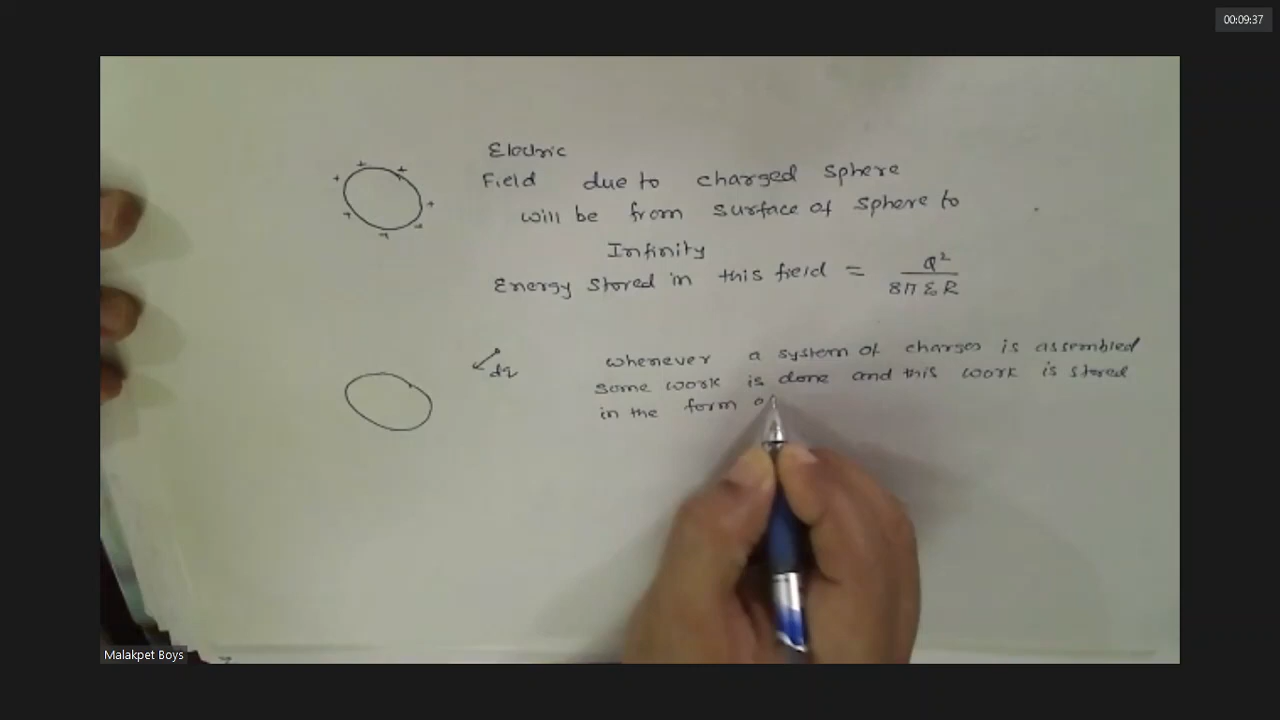 00:09:37
Electric
Field due to charged sphere
will be from surface of sphere to
Infinity
Energy stored in this field = Q²/8π ε R
dq
whenever a system of charges is assembled
some work is done and this work is stored
in the form o
Malakpet Boys